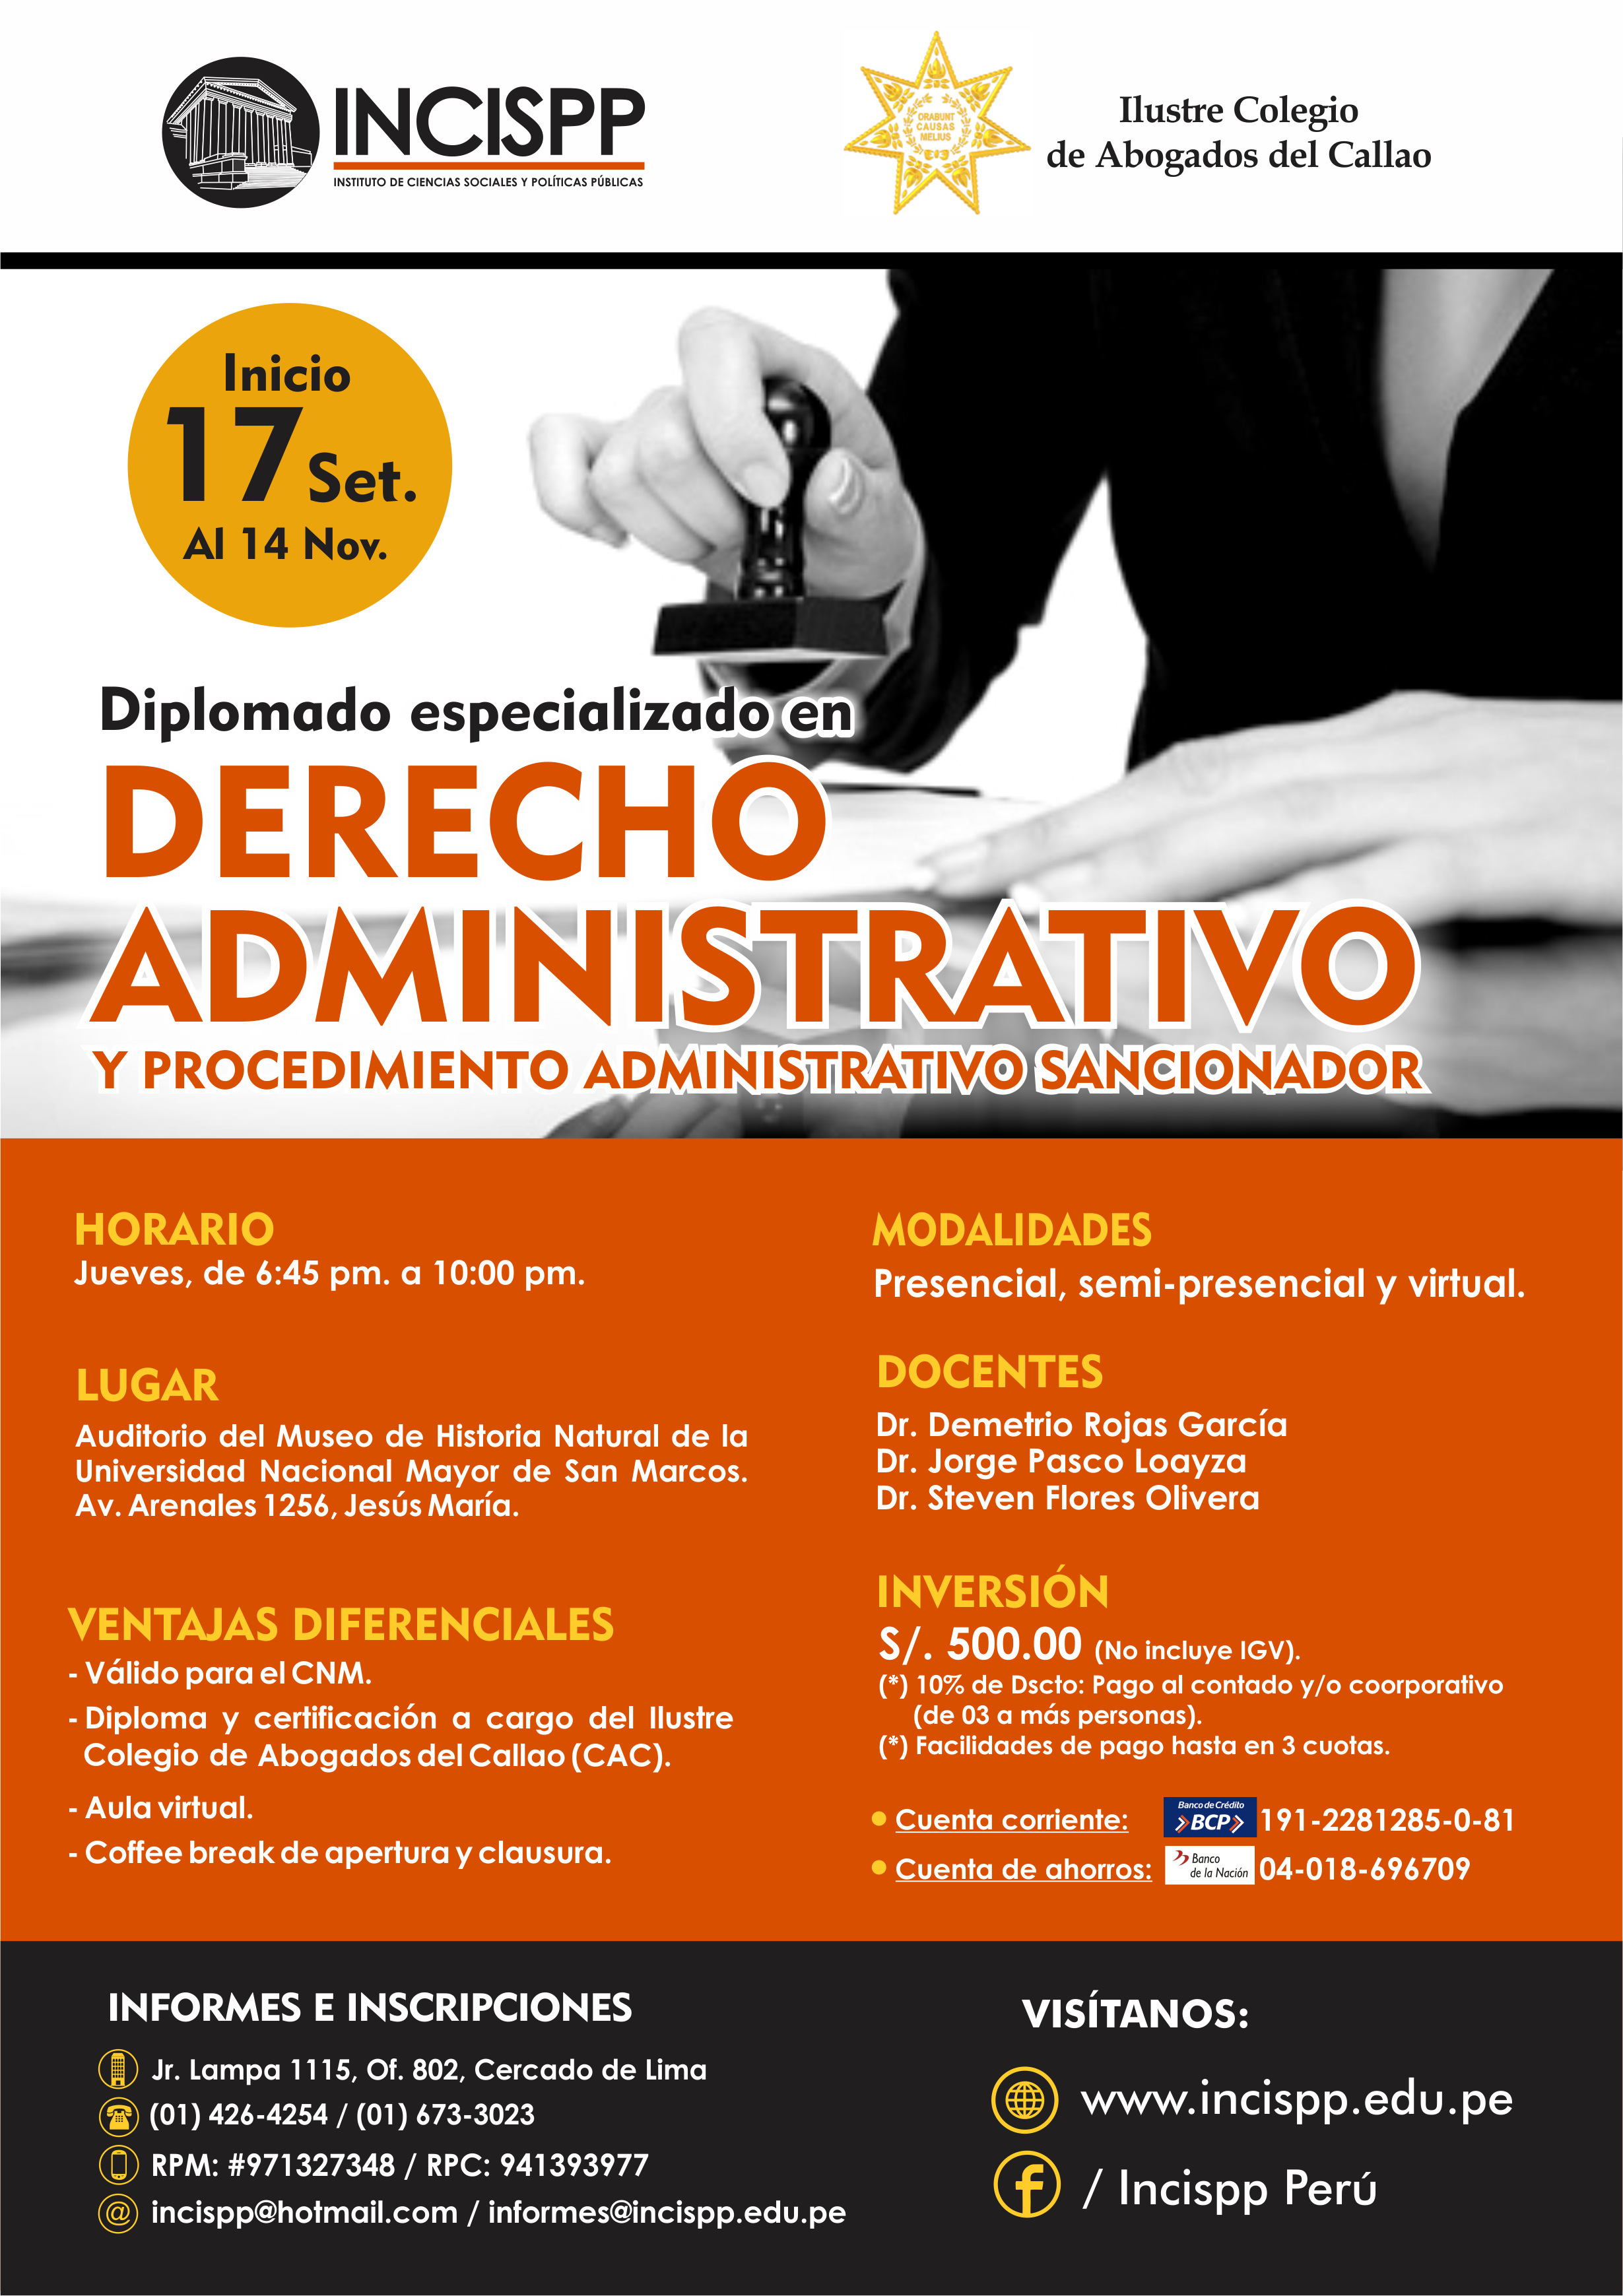 INCISPP
INSTITUTO DE CIENCIAS SOCIALES Y POLÍTICAS PÚBLICAS
ORABUNT
CAUSAS
MELIUS
Ilustre Colegio
de Abogados del Callao
Inicio
17 Set.
Al 14 Nov.
Diplomado especializado en
DERECHO
ADMINISTRATIVO
Y PROCEDIMIENTO ADMINISTRATIVO SANCIONADOR
HORARIO
Jueves, de 6:45 pm. a 10:00 pm.
LUGAR
Auditorio del Museo de Historia Natural de la
Universidad Nacional Mayor de San Marcos.
Av. Arenales 1256, Jesús María.
VENTAJAS DIFERENCIALES
- Válido para el CNM.
- Diploma y certificación a cargo del Ilustre
Colegio de Abogados del Callao (CAC).
- Aula virtual.
- Coffee break de apertura y clausura.
MODALIDADES
Presencial, semi-presencial y virtual.
DOCENTES
Dr. Demetrio Rojas García
Dr. Jorge Pasco Loayza
Dr. Steven Flores Olivera
INVERSIÓN
S/. 500.00 (No incluye IGV).
(*) 10% de Dscto: Pago al contado y/o coorporativo
(de 03 a más personas).
(*) Facilidades de pago hasta en 3 cuotas.
Cuenta corriente: Banco de Crédito BCP 191-2281285-0-81
Cuenta de ahorros: Banco de la Nación 04-018-696709
INFORMES E INSCRIPCIONES
Jr. Lampa 1115, Of. 802, Cercado de Lima
(01) 426-4254 / (01) 673-3023
RPM: #971327348 / RPC: 941393977
@ incispp@hotmail.com / informes@incispp.edu.pe
VISÍTANOS:
www.incispp.edu.pe
f / Incispp Perú